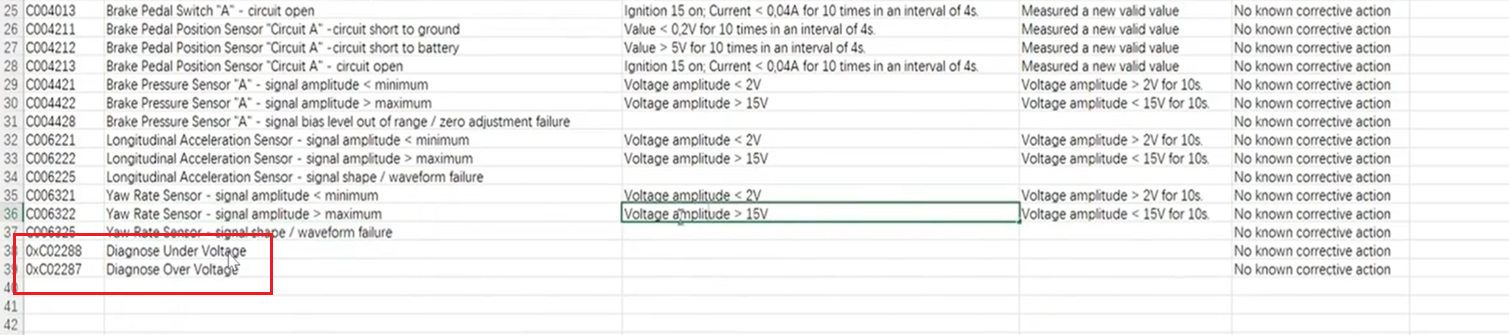 25 C004013 Brake Pedal Switch "A" - circuit open Ignition 15 on; Current < 0,04A for 10 times in an interval of 4s. Measured a new valid value No known corrective action
26 C004211 Brake Pedal Position Sensor "Circuit A" -circuit short to ground Value < 0,2V for 10 times in an interval of 4s. Measured a new valid value No known corrective action
27 C004212 Brake Pedal Position Sensor "Circuit A" - circuit short to battery Value > 5V for 10 times in an interval of 4s. Measured a new valid value No known corrective action
28 C004213 Brake Pedal Position Sensor "Circuit A" - circuit open Ignition 15 on; Current < 0,04A for 10 times in an interval of 4s. Measured a new valid value No known corrective action
29 C004421 Brake Pressure Sensor "A" - signal amplitude < minimum Voltage amplitude < 2V Voltage amplitude > 2V for 10s. No known corrective action
30 C004422 Brake Pressure Sensor "A" - signal amplitude > maximum Voltage amplitude > 15V Voltage amplitude < 15V for 10s. No known corrective action
31 C004428 Brake Pressure Sensor "A" - signal bias level out of range / zero adjustment failure No known corrective action
32 C006221 Longitudinal Acceleration Sensor - signal amplitude < minimum Voltage amplitude < 2V Voltage amplitude > 2V for 10s. No known corrective action
33 C006222 Longitudinal Acceleration Sensor - signal amplitude > maximum Voltage amplitude > 15V Voltage amplitude < 15V for 10s. No known corrective action
34 C006225 Longitudinal Acceleration Sensor - signal shape / waveform failure No known corrective action
35 C006321 Yaw Rate Sensor - signal amplitude < minimum Voltage amplitude < 2V Voltage amplitude > 2V for 10s. No known corrective action
36 C006322 Yaw Rate Sensor - signal amplitude > maximum Voltage amplitude > 15V Voltage amplitude < 15V for 10s. No known corrective action
37 C006325 Yaw Rate Sensor - signal shape / waveform failure No known corrective action
38 0xC02288 Diagnose Under Voltage No known corrective action
39 0xC02287 Diagnose Over Voltage No known corrective action
40
41
42